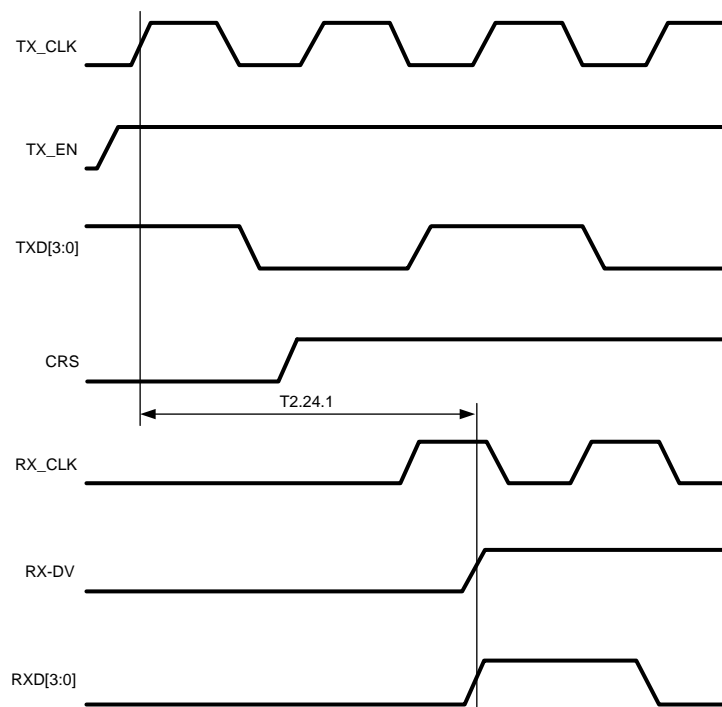 TX_CLK
TX_EN
TXD[3:0]
CRS
T2.24.1
RX_CLK
RX-DV
RXD[3:0]